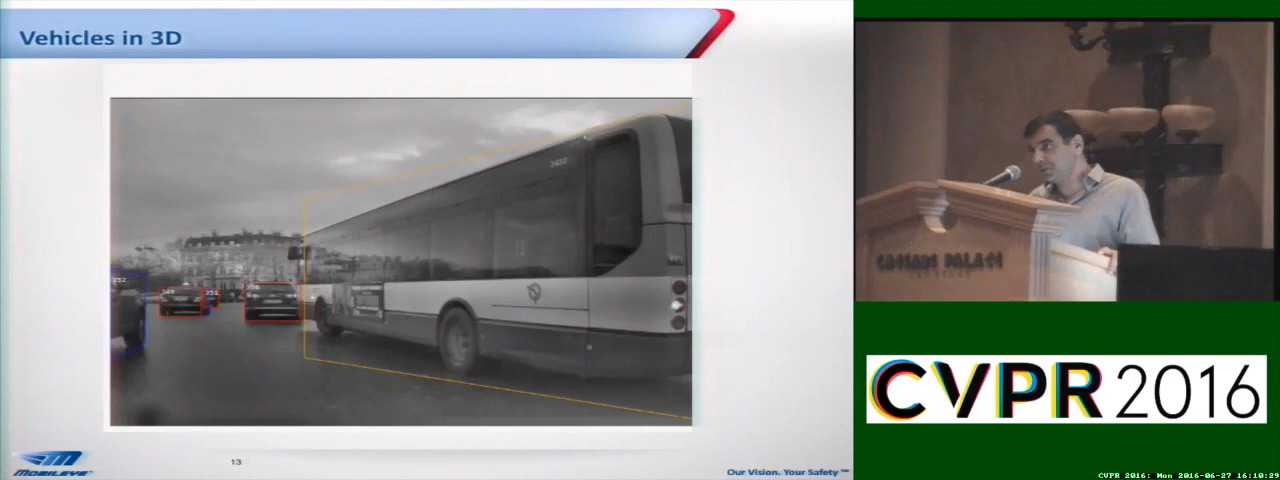 Vehicles in 3D
3422
352
CAESARS PALACE
MOBILEYE
13
Our Vision. Your Safety™
CVPR 2016
CVPR 2016: Mon 2016-06-27 16:10:29